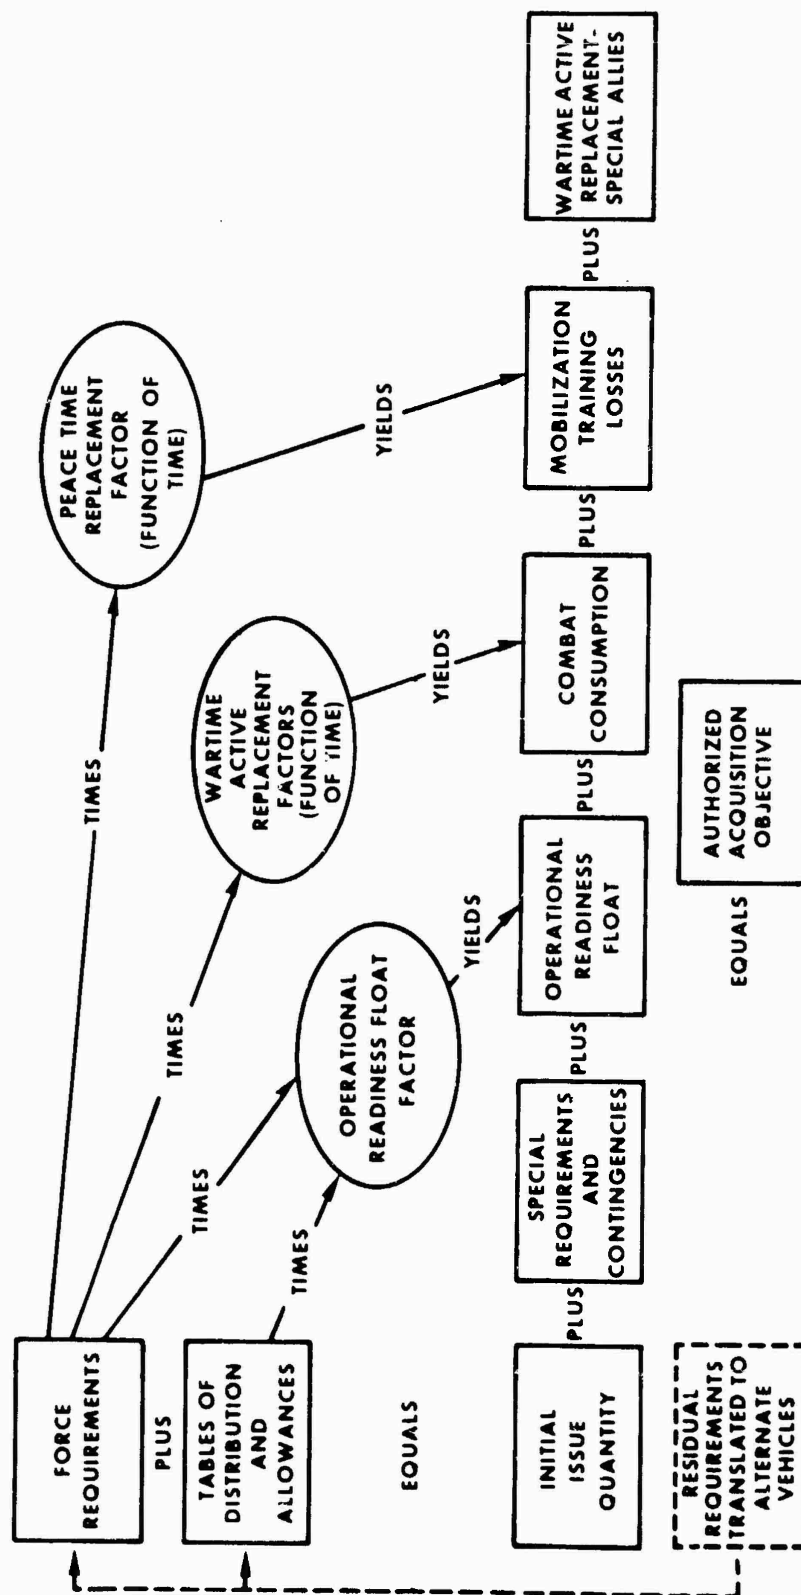 FORCE
REQUIREMENTS
TIMES
PEACE TIME
REPLACEMENT
FACTOR
(FUNCTION OF
TIME)
PLUS
TIMES
WARTIME
ACTIVE
REPLACEMENT
FACTORS
(FUNCTION
OF TIME)
TABLES OF
DISTRIBUTION
AND
ALLOWANCES
TIMES
TIMES
OPERATIONAL
READINESS FLOAT
FACTOR
YIELDS
YIELDS
YIELDS
EQUALS
INITIAL
ISSUE
QUANTITY
PLUS
SPECIAL
REQUIREMENTS
AND
CONTINGENCIES
PLUS
OPERATIONAL
READINESS
FLOAT
PLUS
COMBAT
CONSUMPTION
PLUS
MOBILIZATION
TRAINING
LOSSES
PLUS
WARTIME ACTIVE
REPLACEMENT-
SPECIAL ALLIES
RESIDUAL
REQUIREMENTS
TRANSLATED TO
ALTERNATE
VEHICLES
EQUALS
AUTHORIZED
ACQUISITION
OBJECTIVE